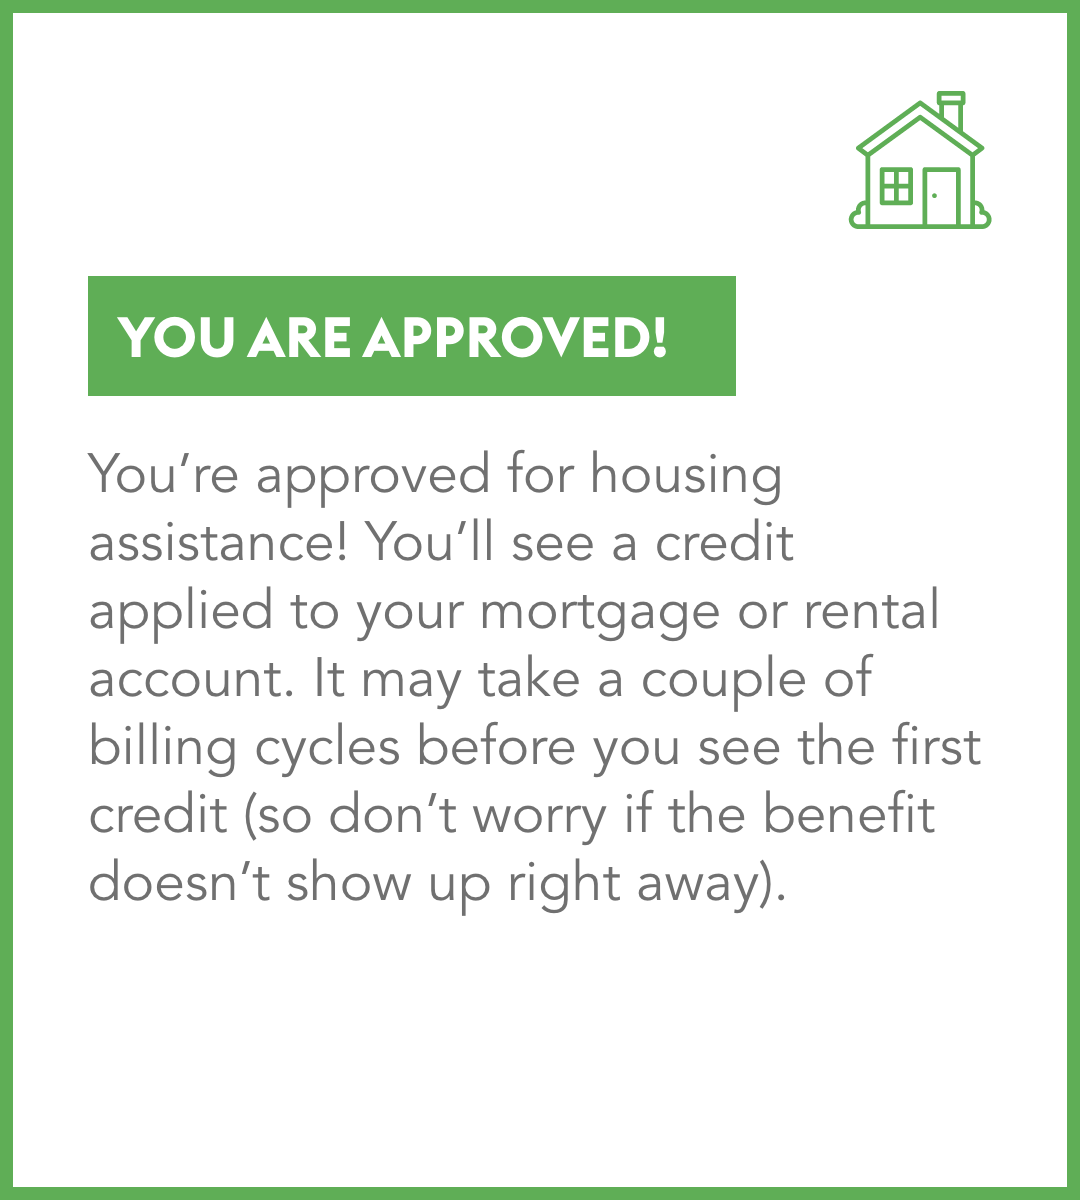 YOU ARE APPROVED!
You’re approved for housing
assistance! You’ll see a credit
applied to your mortgage or rental
account. It may take a couple of
billing cycles before you see the first
credit (so don’t worry if the benefit
doesn’t show up right away).